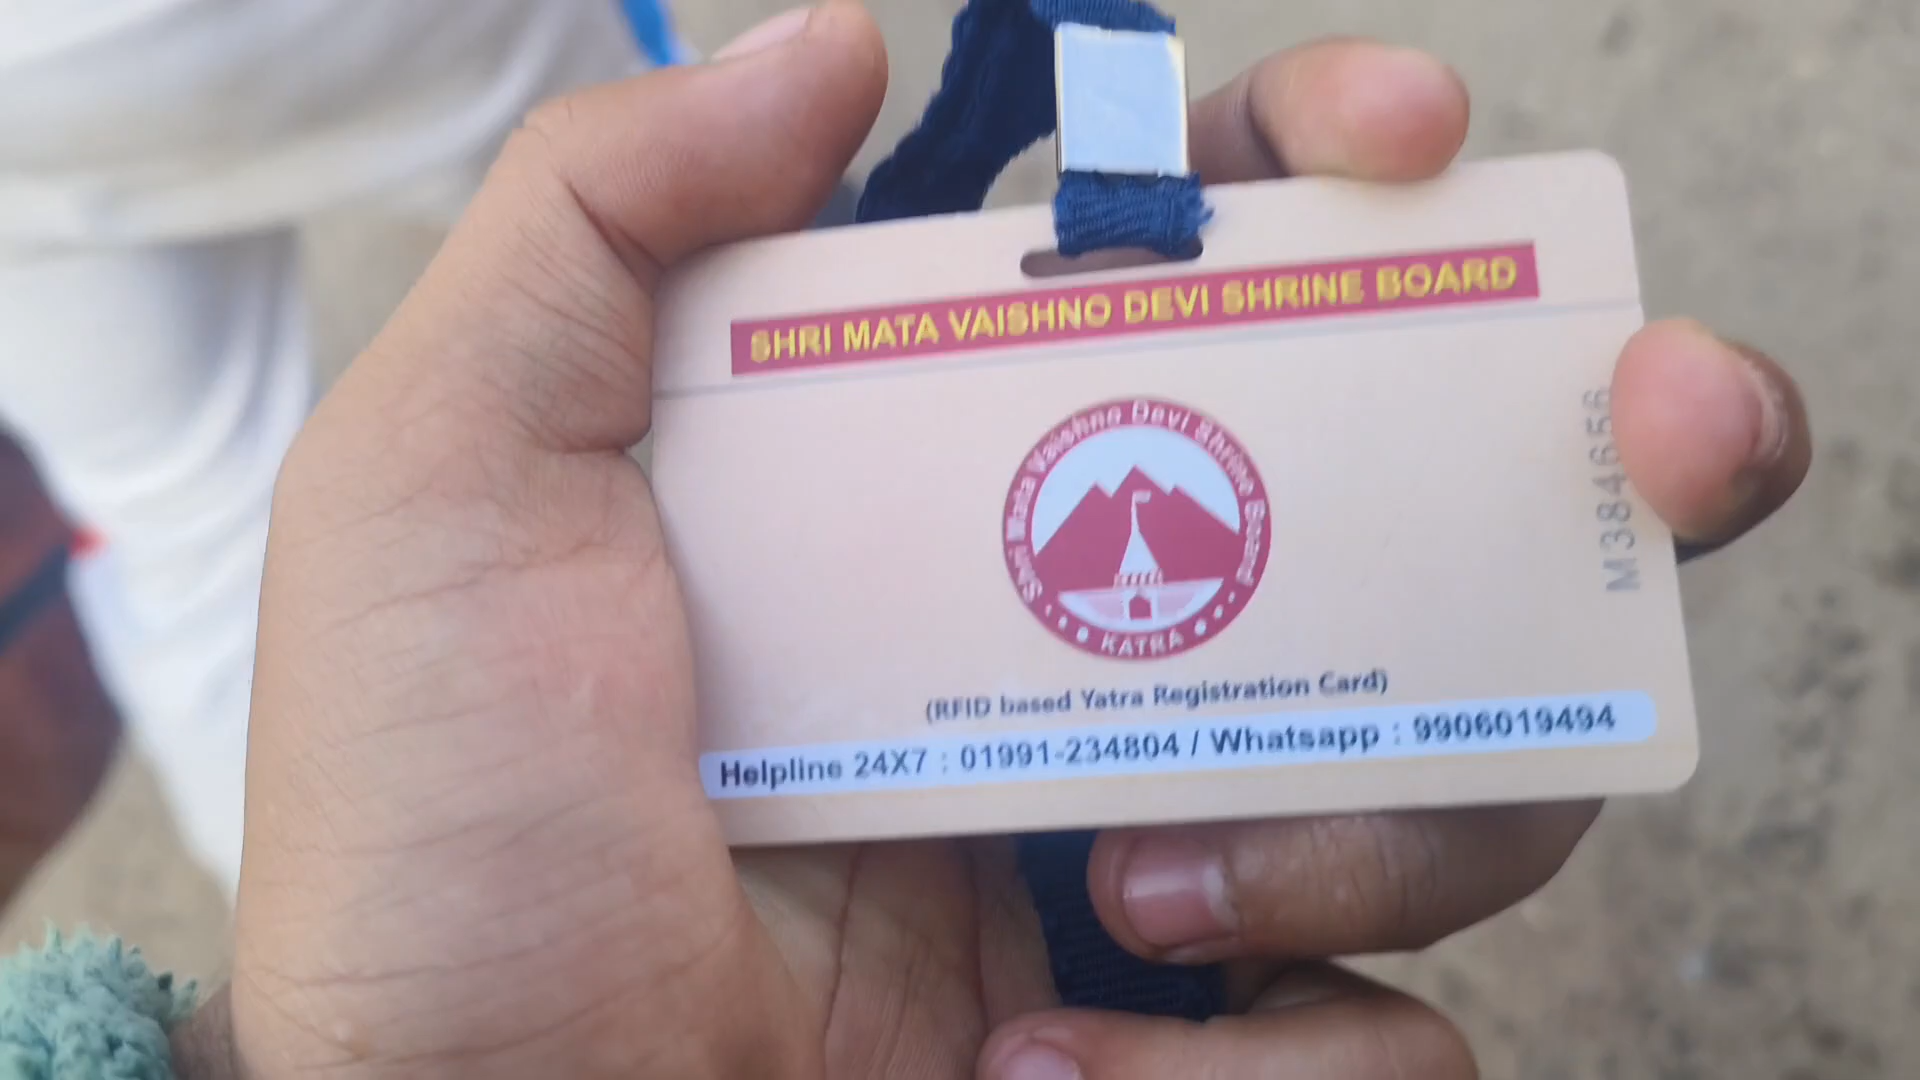 SHRI MATA VAISHNO DEVI SHRINE BOARD
Shri Mata Vaishno Devi Shrine Board
KATRA
M3846656
(RFID based Yatra Registration Card)
Helpline 24X7 : 01991-234804 / Whatsapp : 9906019494